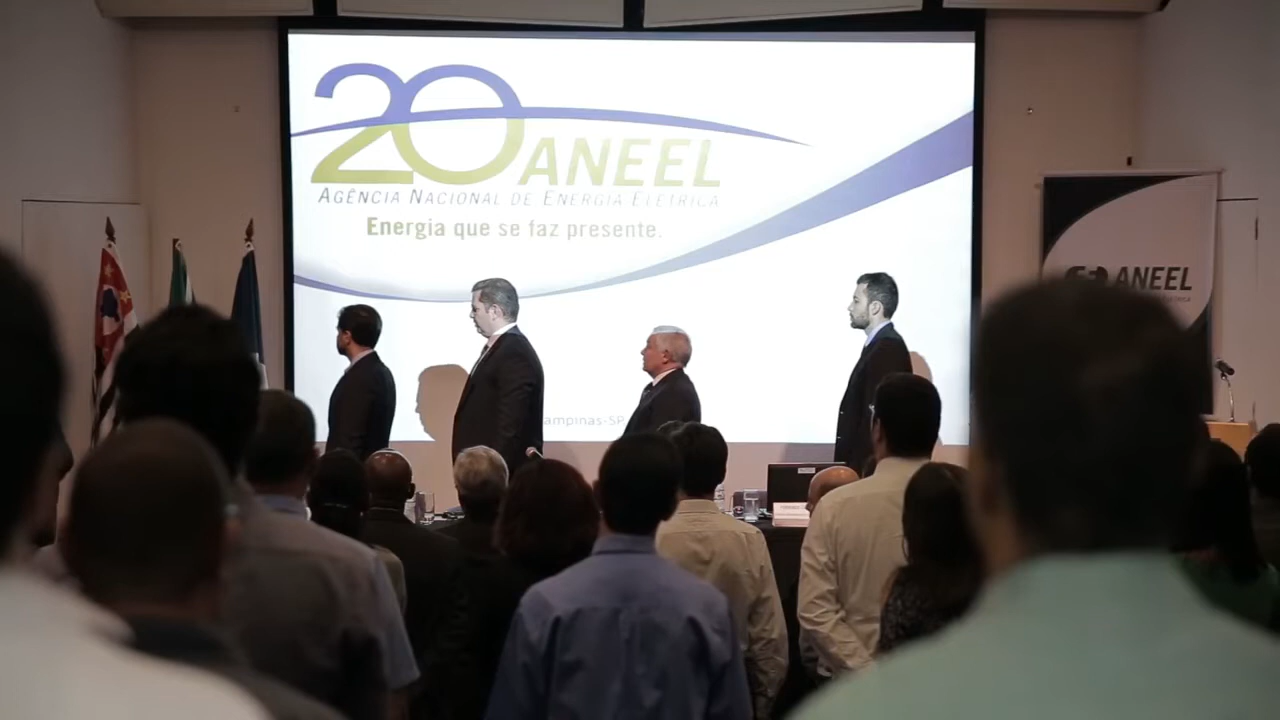 20 ANEEL
AGÊNCIA NACIONAL DE ENERGIA ELÉTRICA
Energia que se faz presente.
ampinas-SP
ANEEL